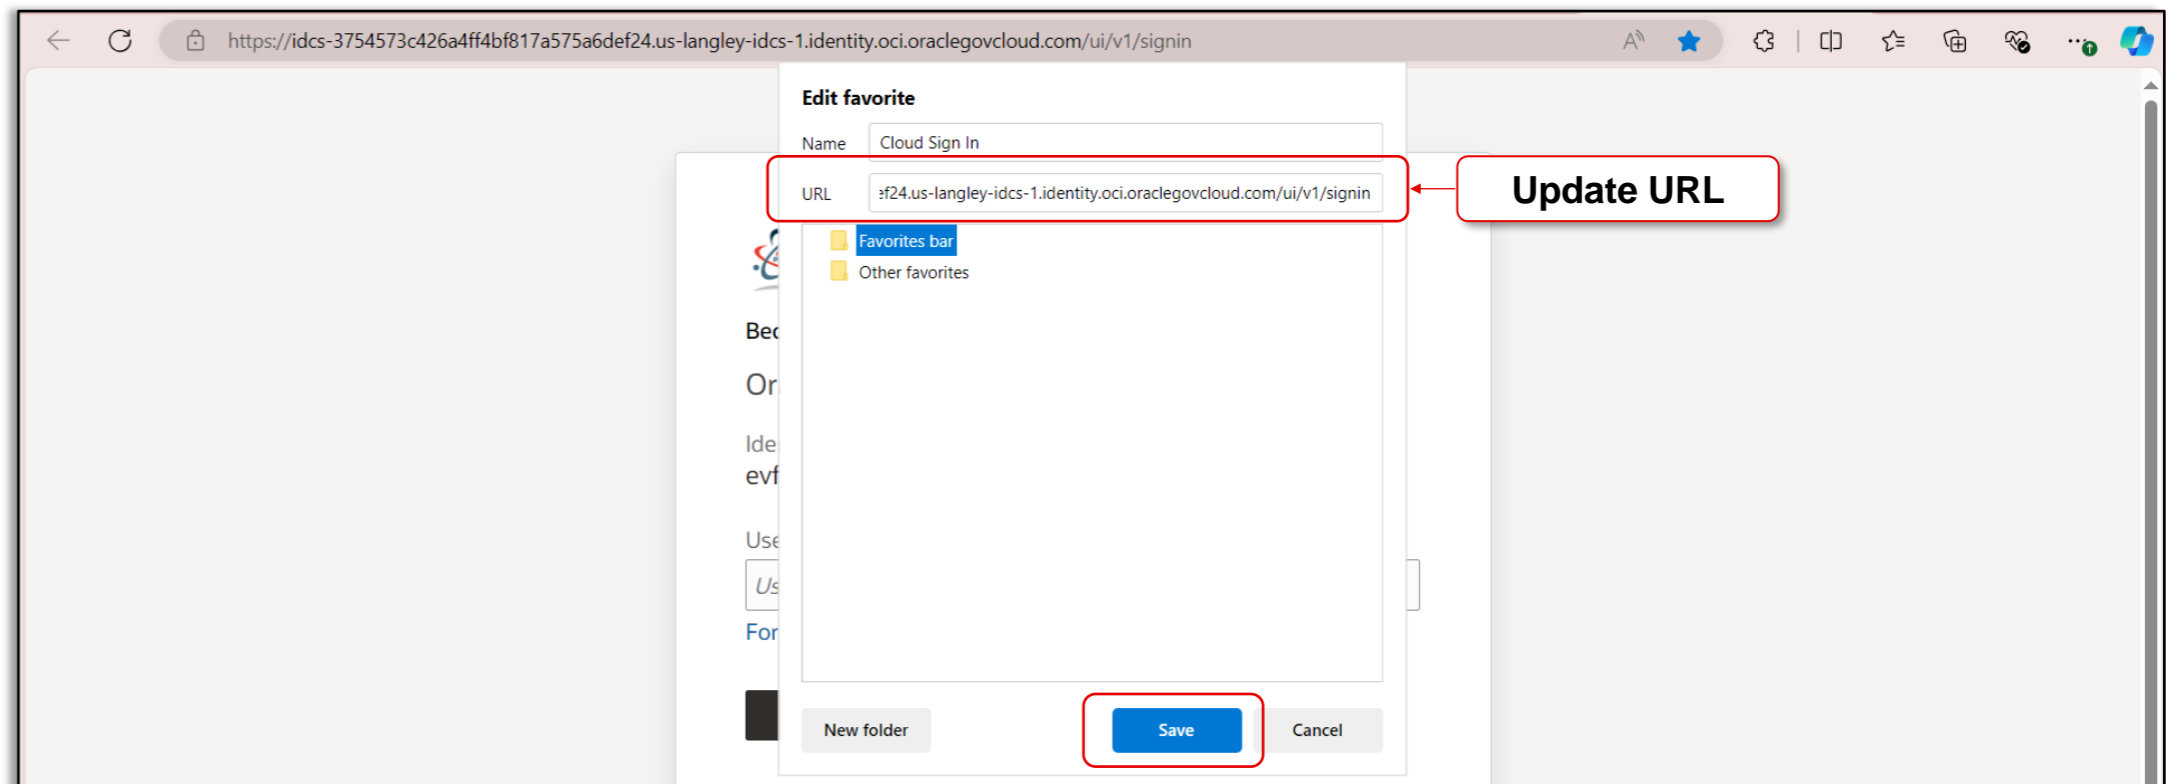 https://idcs-3754573c426a4ff4bf817a575a6def24.us-langley-idcs-1.identity.oci.oraclegovcloud.com/ui/v1/signin
Edit favorite
Name Cloud Sign In
URL ef24.us-langley-idcs-1.identity.oci.oraclegovcloud.com/ui/v1/signin
Update URL
Favorites bar
Other favorites
Bec
Or
Ide
evf
Use
Us
For
New folder Save Cancel